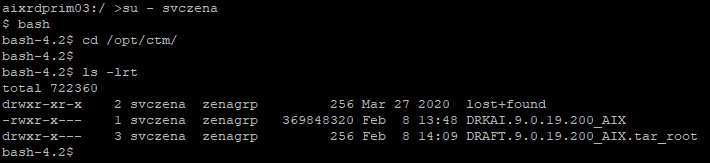 aixrdprim03:/ >su - svczena
$ bash
bash-4.2$ cd /opt/ctm/
bash-4.2$
bash-4.2$ ls -lrt
total 722360
drwxr-xr-x    2 svczena  zenagrp         256 Mar 27 2020  lost+found
-rwxr-x---    1 svczena  zenagrp   369848320 Feb  8 13:48 DRKAI.9.0.19.200_AIX
drwxr-x---    3 svczena  zenagrp         256 Feb  8 14:09 DRAFT.9.0.19.200_AIX.tar_root
bash-4.2$